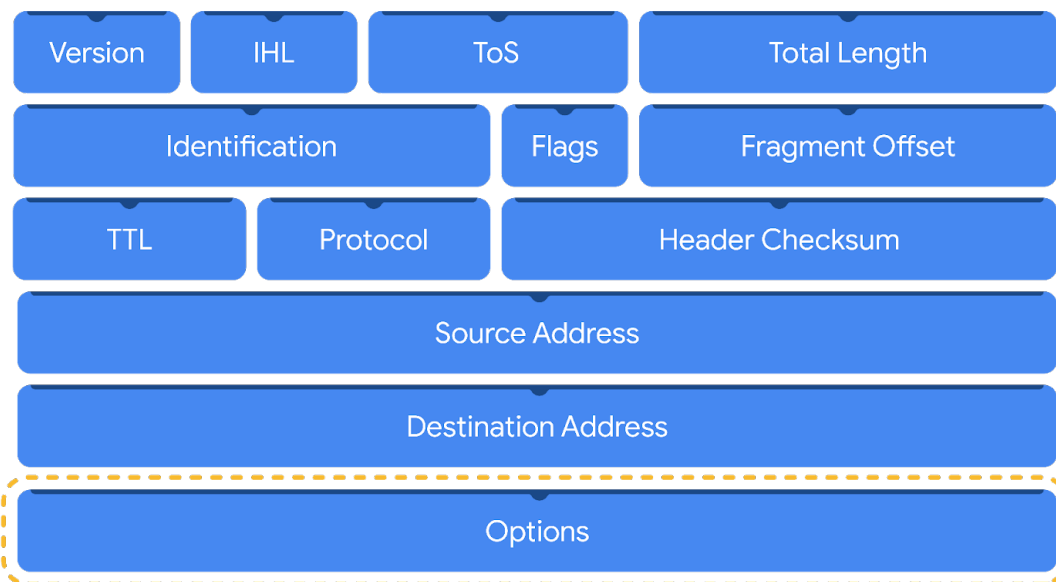 Version IHL ToS Total Length
Identification Flags Fragment Offset
TTL Protocol Header Checksum
Source Address
Destination Address
Options